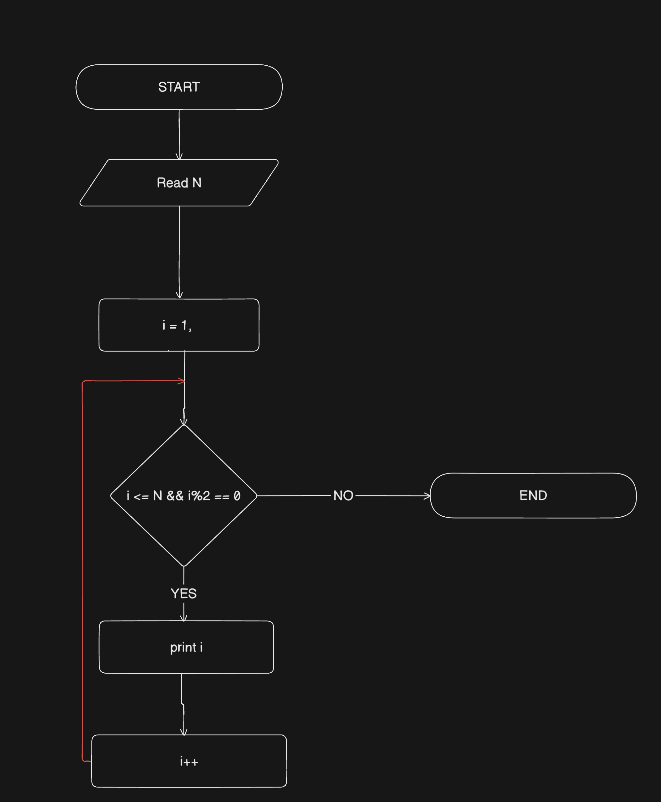 START
Read N
i = 1,
i <= N && i%2 == 0
NO
END
YES
print i
i++